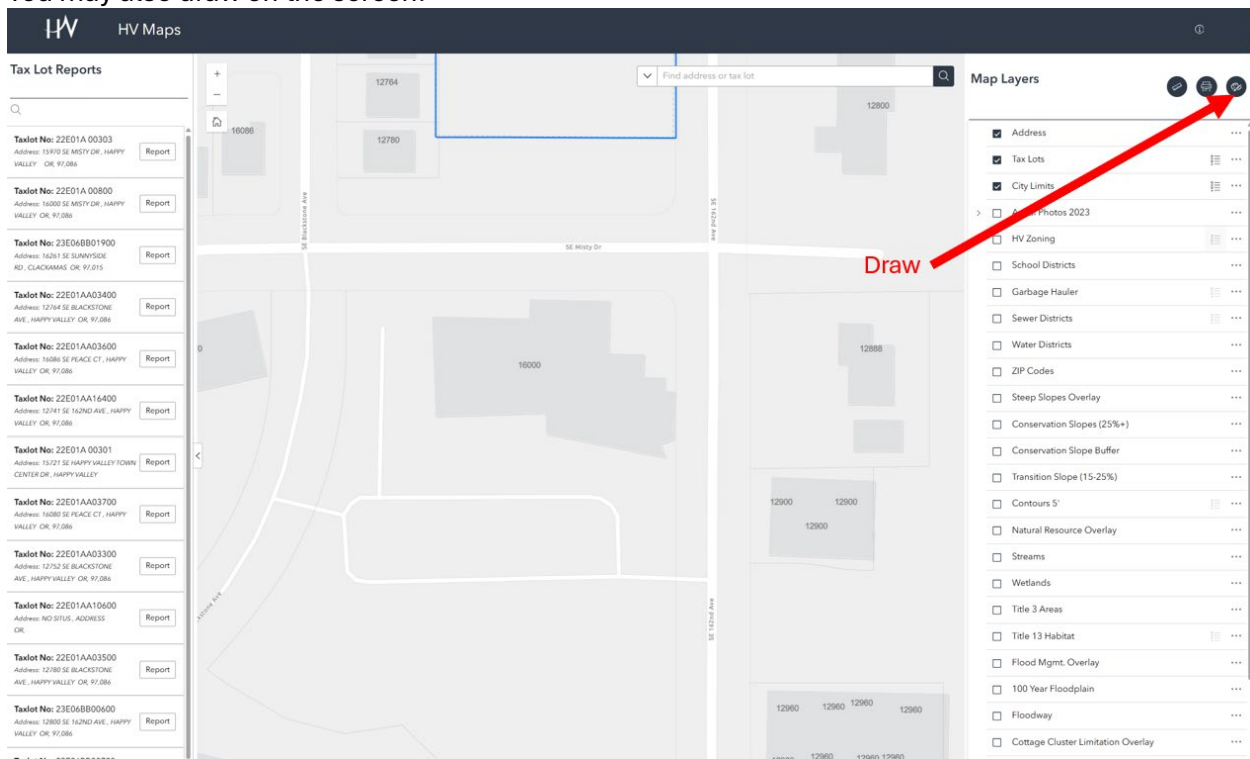 You may also draw on the screen.
HV Maps
Tax Lot Reports
Taxlot No: 22E01A 00303
Address: 15970 SE MISTY DR , HAPPY
VALLEY OR, 97,086
Report
Taxlot No: 22E01A 00800
Address: 16000 SE MISTY DR , HAPPY
VALLEY OR, 97,086
Report
Taxlot No: 23E06BB01900
Address: 16261 SE SUNNYSIDE
RD , CLACKAMAS OR, 97,015
Report
Taxlot No: 22E01AA03400
Address: 12764 SE BLACKSTONE
AVE , HAPPY VALLEY OR, 97,086
Report
Taxlot No: 22E01AA03600
Address: 16086 SE PEACE CT , HAPPY
VALLEY OR, 97,086
Report
Taxlot No: 22E01AA16400
Address: 12741 SE 162ND AVE , HAPPY
VALLEY OR, 97,086
Report
Taxlot No: 22E01A 00301
Address: 15721 SE HAPPY VALLEY TOWN
CENTER DR , HAPPY VALLEY
Report
Taxlot No: 22E01AA03700
Address: 16080 SE PEACE CT , HAPPY
VALLEY OR, 97,086
Report
Taxlot No: 22E01AA03300
Address: 12752 SE BLACKSTONE
AVE , HAPPY VALLEY OR, 97,086
Report
Taxlot No: 22E01AA10600
Address: NO SITUS , ADDRESS
OR,
Report
Taxlot No: 22E01AA03500
Address: 12780 SE BLACKSTONE
AVE , HAPPY VALLEY OR, 97,086
Report
Taxlot No: 23E06BB00600
Address: 12800 SE 162ND AVE , HAPPY
VALLEY OR, 97,086
Report
Find address or tax lot
12764
12800
16086
12780
SE Blackstone Ave
SE 162nd Ave
SE Misty Dr
Draw
16000
12888
12900 12900
12900
SE 162nd Ave
12960 12960 12960 12960
12960 12960 12960
Map Layers
Address
Tax Lots
City Limits
Photos 2023
HV Zoning
School Districts
Garbage Hauler
Sewer Districts
Water Districts
ZIP Codes
Steep Slopes Overlay
Conservation Slopes (25%+)
Conservation Slope Buffer
Transition Slope (15-25%)
Contours 5`
Natural Resource Overlay
Streams
Wetlands
Title 3 Areas
Title 13 Habitat
Flood Mgmt. Overlay
100 Year Floodplain
Floodway
Cottage Cluster Limitation Overlay